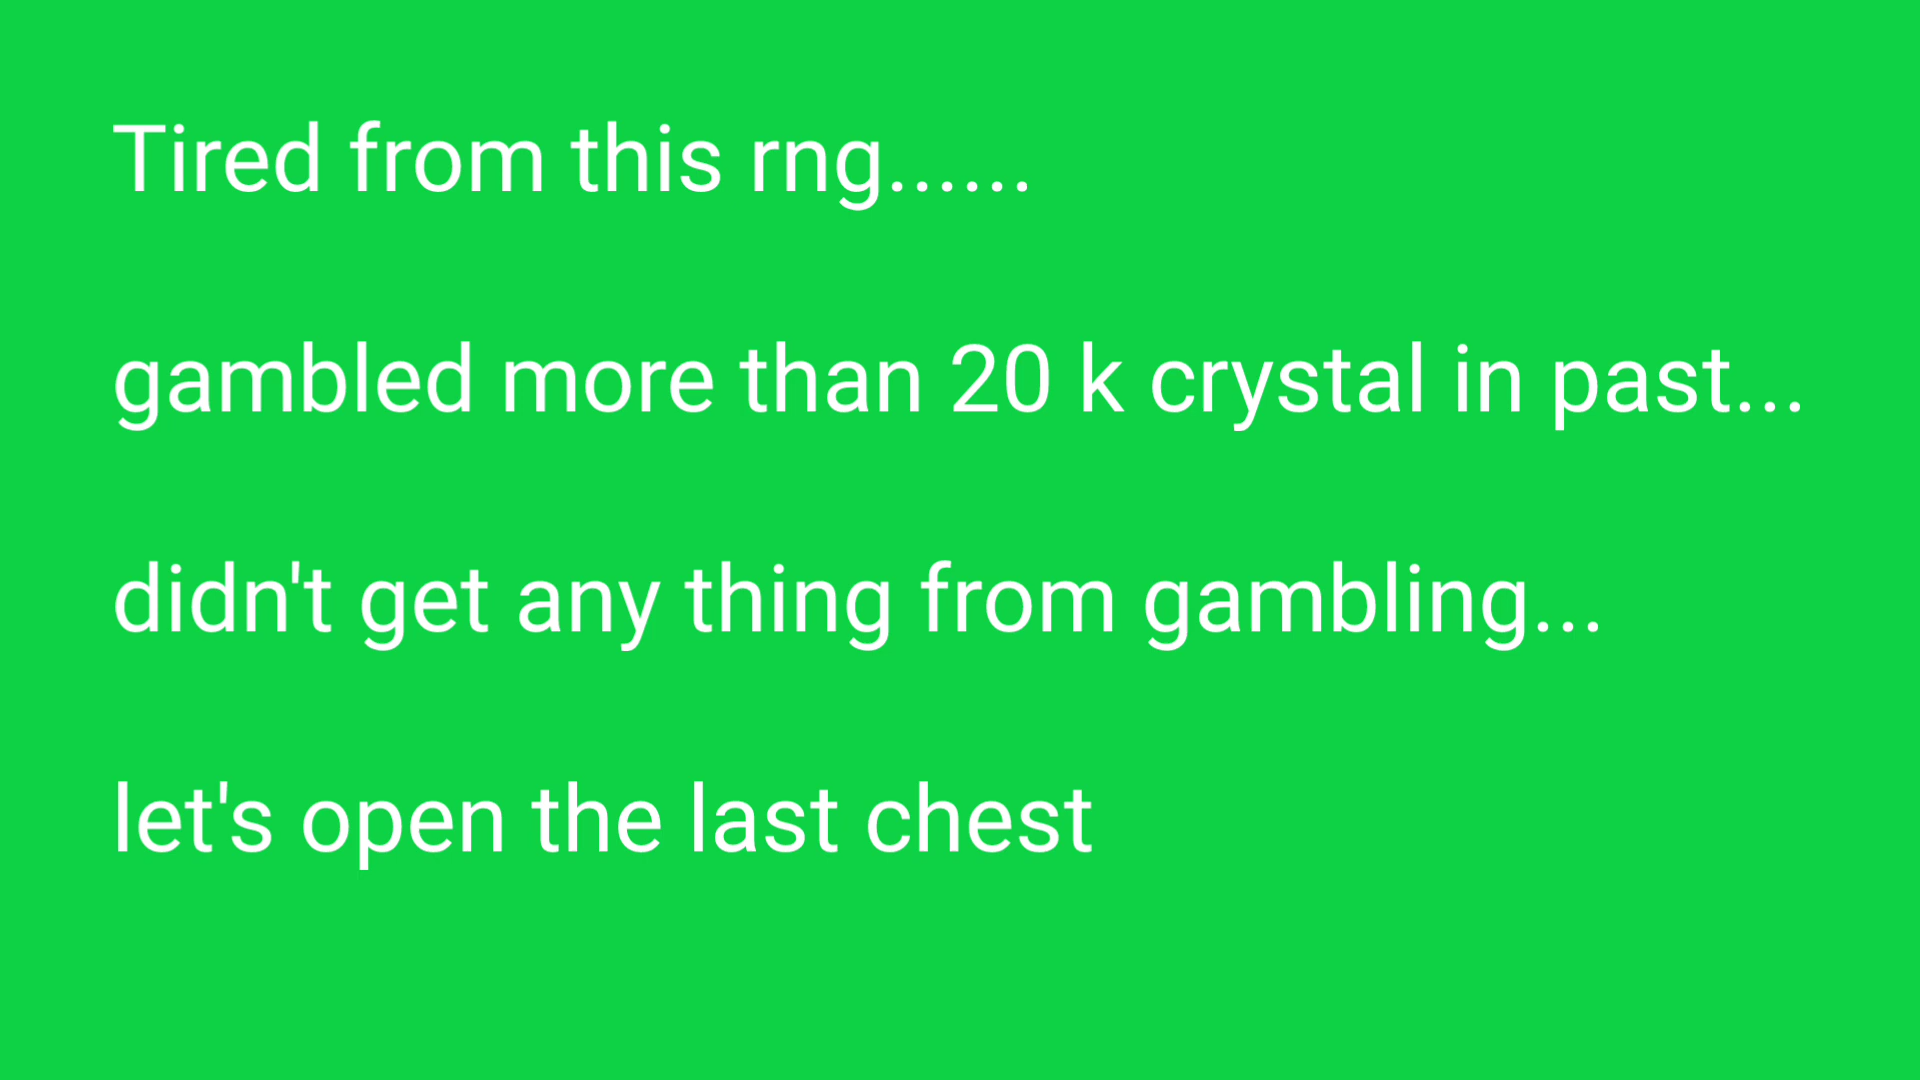 Tired from this rng......
gambled more than 20 k crystal in past...
didn't get any thing from gambling...
let's open the last chest